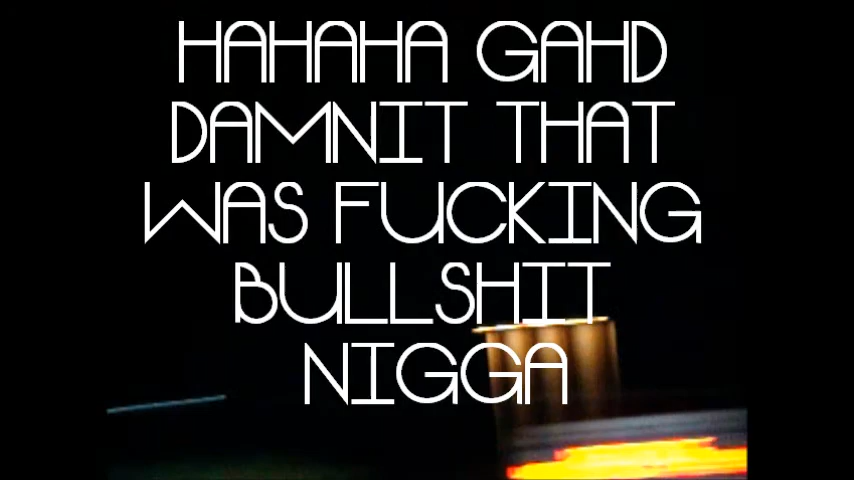 HAHAHA GAHD
DAMNIT THAT
WAS FUCKING
BULLSHIT
NIGGA